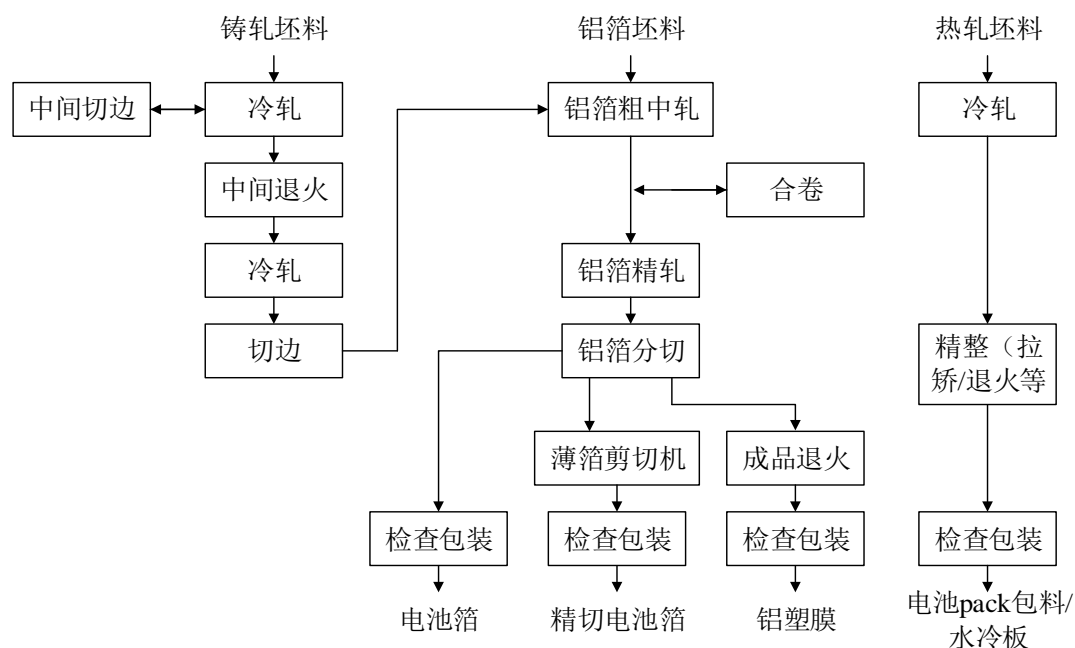 铸轧坯料
铝箔坯料
热轧坯料
中间切边
冷轧
铝箔粗中轧
冷轧
中间退火
合卷
冷轧
铝箔精轧
切边
铝箔分切
精整（拉
矫/退火等
薄箔剪切机
成品退火
检查包装
检查包装
检查包装
检查包装
电池箔
精切电池箔
铝塑膜
电池pack包料/
水冷板